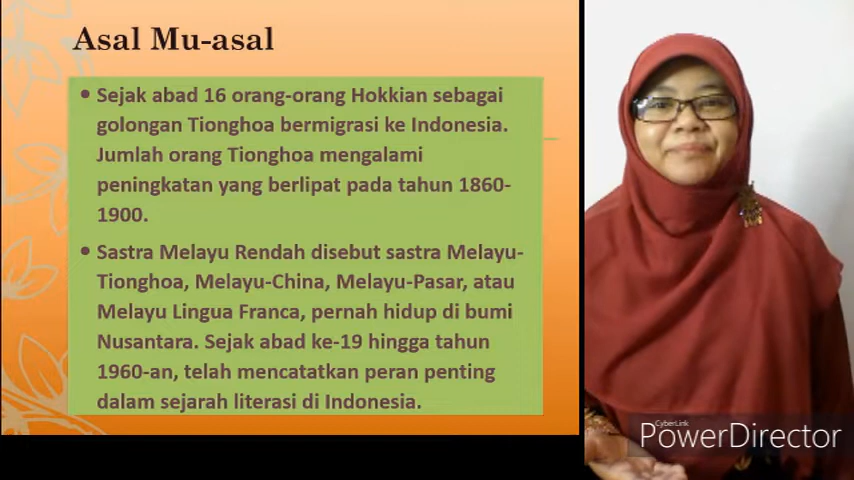 Asal Mu-asal
Sejak abad 16 orang-orang Hokkian sebagai
golongan Tionghoa bermigrasi ke Indonesia.
Jumlah orang Tionghoa mengalami
peningkatan yang berlipat pada tahun 1860-
1900.
Sastra Melayu Rendah disebut sastra Melayu-
Tionghoa, Melayu-China, Melayu-Pasar, atau
Melayu Lingua Franca, pernah hidup di bumi
Nusantara. Sejak abad ke-19 hingga tahun
1960-an, telah mencatatkan peran penting
dalam sejarah literasi di Indonesia.
CyberLink
PowerDirector